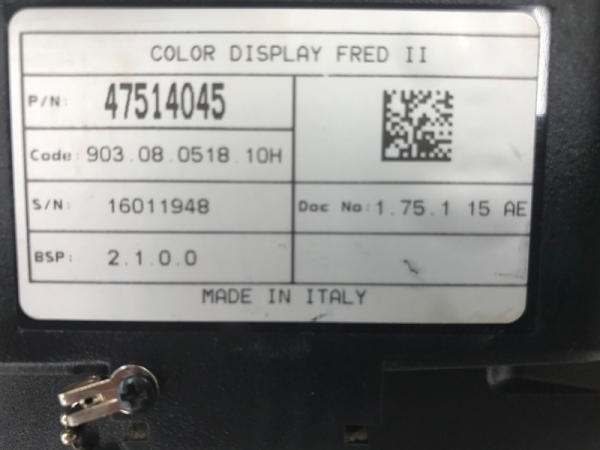 COLOR DISPLAY FRED II
P/N: 47514045
Code: 903.08.0518.10H
S/N: 16011948
Doc No: 1.75.1 15 AE
BSP: 2.1.0.0
MADE IN ITALY